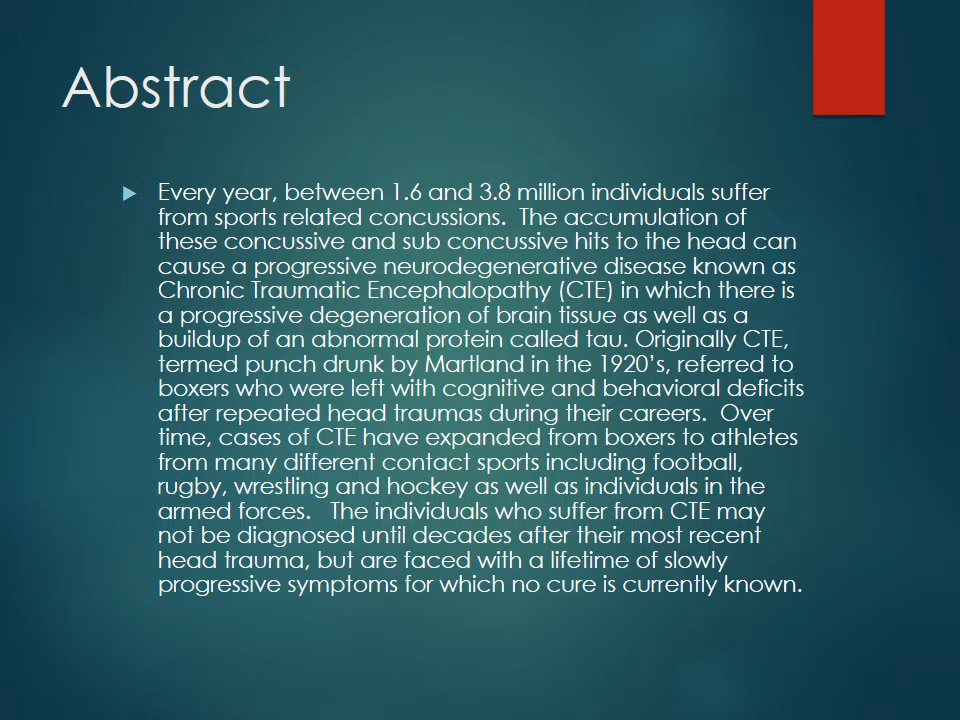 Abstract
Every year, between 1.6 and 3.8 million individuals suffer
from sports related concussions.  The accumulation of
these concussive and sub concussive hits to the head can
cause a progressive neurodegenerative disease known as
Chronic Traumatic Encephalopathy (CTE) in which there is
a progressive degeneration of brain tissue as well as a
buildup of an abnormal protein called tau. Originally CTE,
termed punch drunk by Martland in the 1920’s, referred to
boxers who were left with cognitive and behavioral deficits
after repeated head traumas during their careers.  Over
time, cases of CTE have expanded from boxers to athletes
from many different contact sports including football,
rugby, wrestling and hockey as well as individuals in the
armed forces.   The individuals who suffer from CTE may
not be diagnosed until decades after their most recent
head trauma, but are faced with a lifetime of slowly
progressive symptoms for which no cure is currently known.